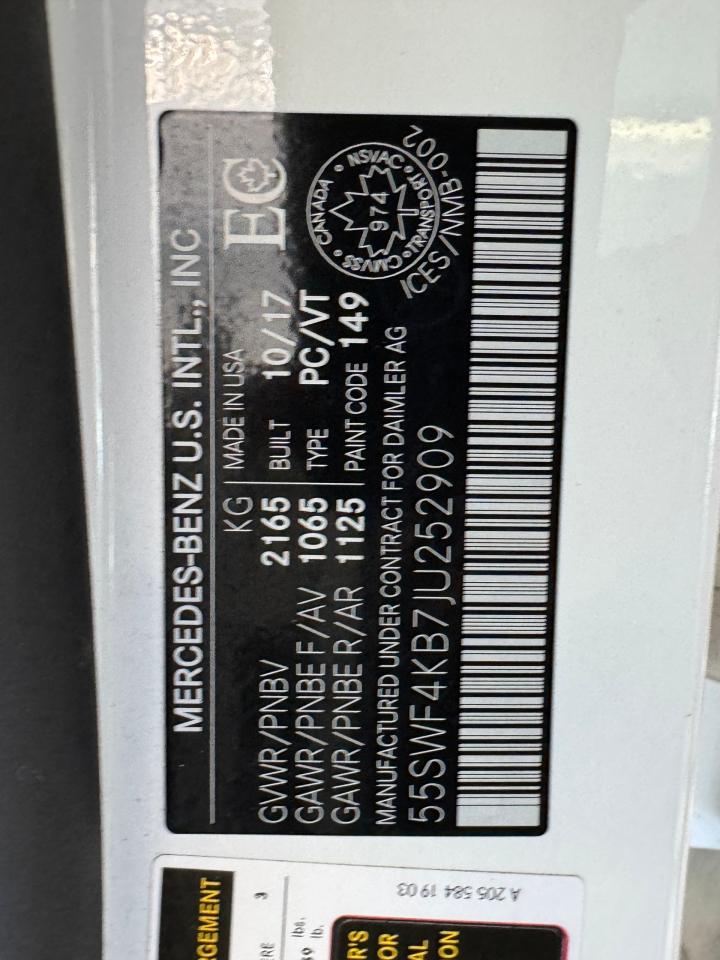 MERCEDES-BENZ U.S. INTL., INC
KG
GVWR/PNBV 2165
GAWR/PNBE F/AV 1065
GAWR/PNBE R/AR 1125
MADE IN USA
BUILT 10/17
TYPE PC/VT
PAINT CODE 149
EC
CANADA • NSVAC • TRANSPORT • CMVSS
974
ICES/NMB-002
MANUFACTURED UNDER CONTRACT FOR DAIMLER AG
55SWF4KB7JU252909
A 205 584 19 03
lbs.
lb.